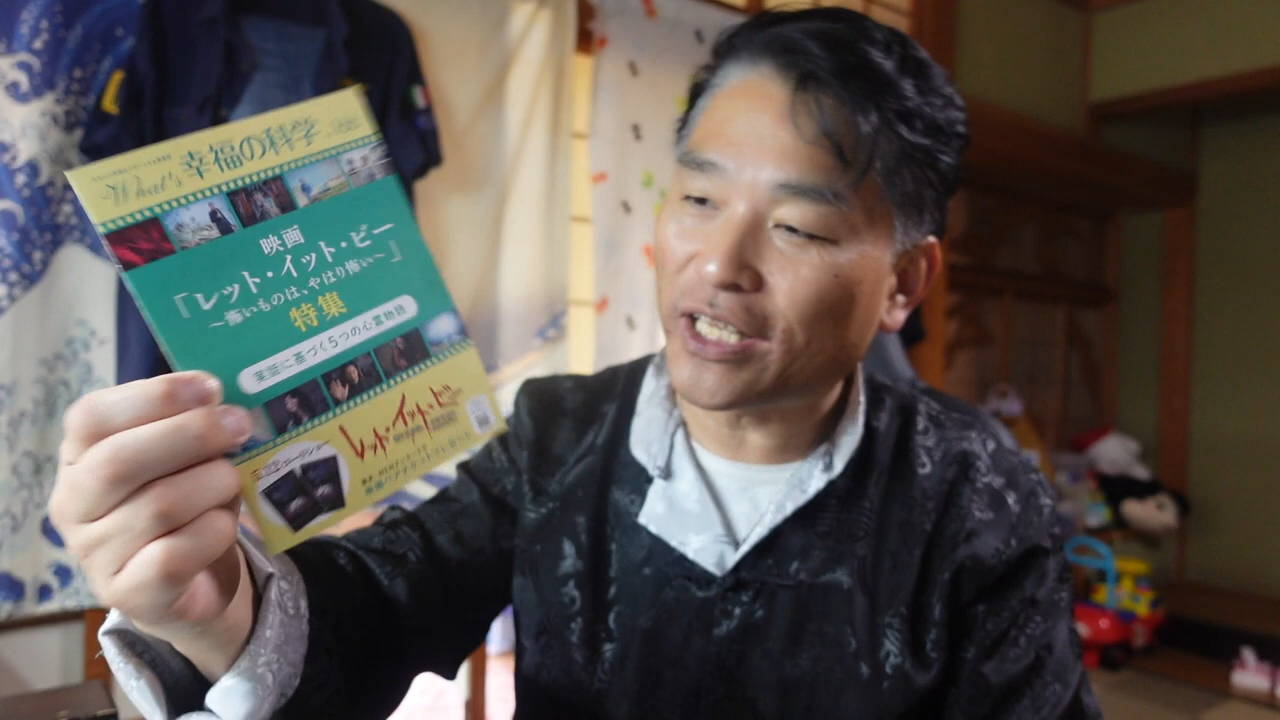 What's 幸福の科学
映画
『レット・イット・ビー
～怖いものは、やはり怖い～』
特集
実話に基づく5つの心霊物語
レット・イット・ビー